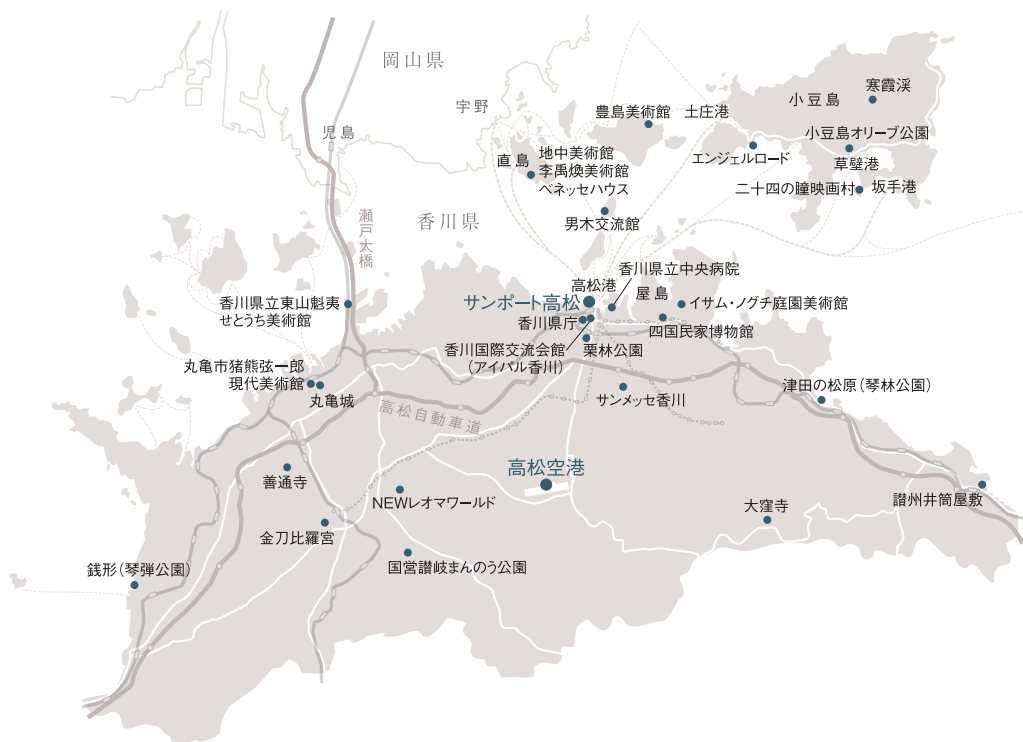 岡山県
寒霞渓
小豆島
宇野
豊島美術館
土庄港
児島
小豆島オリーブ公園
地中美術館
直島
李禹煥美術館
ベネッセハウス
エンジェルロード
草壁港
二十四の瞳映画村
坂手港
香川県
男木交流館
瀬戸大橋
香川県立中央病院
高松港
屋島
香川県立東山魁夷
せとうち美術館
サンポート高松
イサム・ノグチ庭園美術館
香川県庁
四国民家博物館
香川国際交流会館
（アイパル香川）
栗林公園
丸亀市猪熊弦一郎
現代美術館
丸亀城
サンメッセ香川
津田の松原（琴林公園）
高松自動車道
高松空港
善通寺
NEWレオマワールド
大窪寺
讃州井筒屋敷
金刀比羅宮
国営讃岐まんのう公園
銭形（琴弾公園）